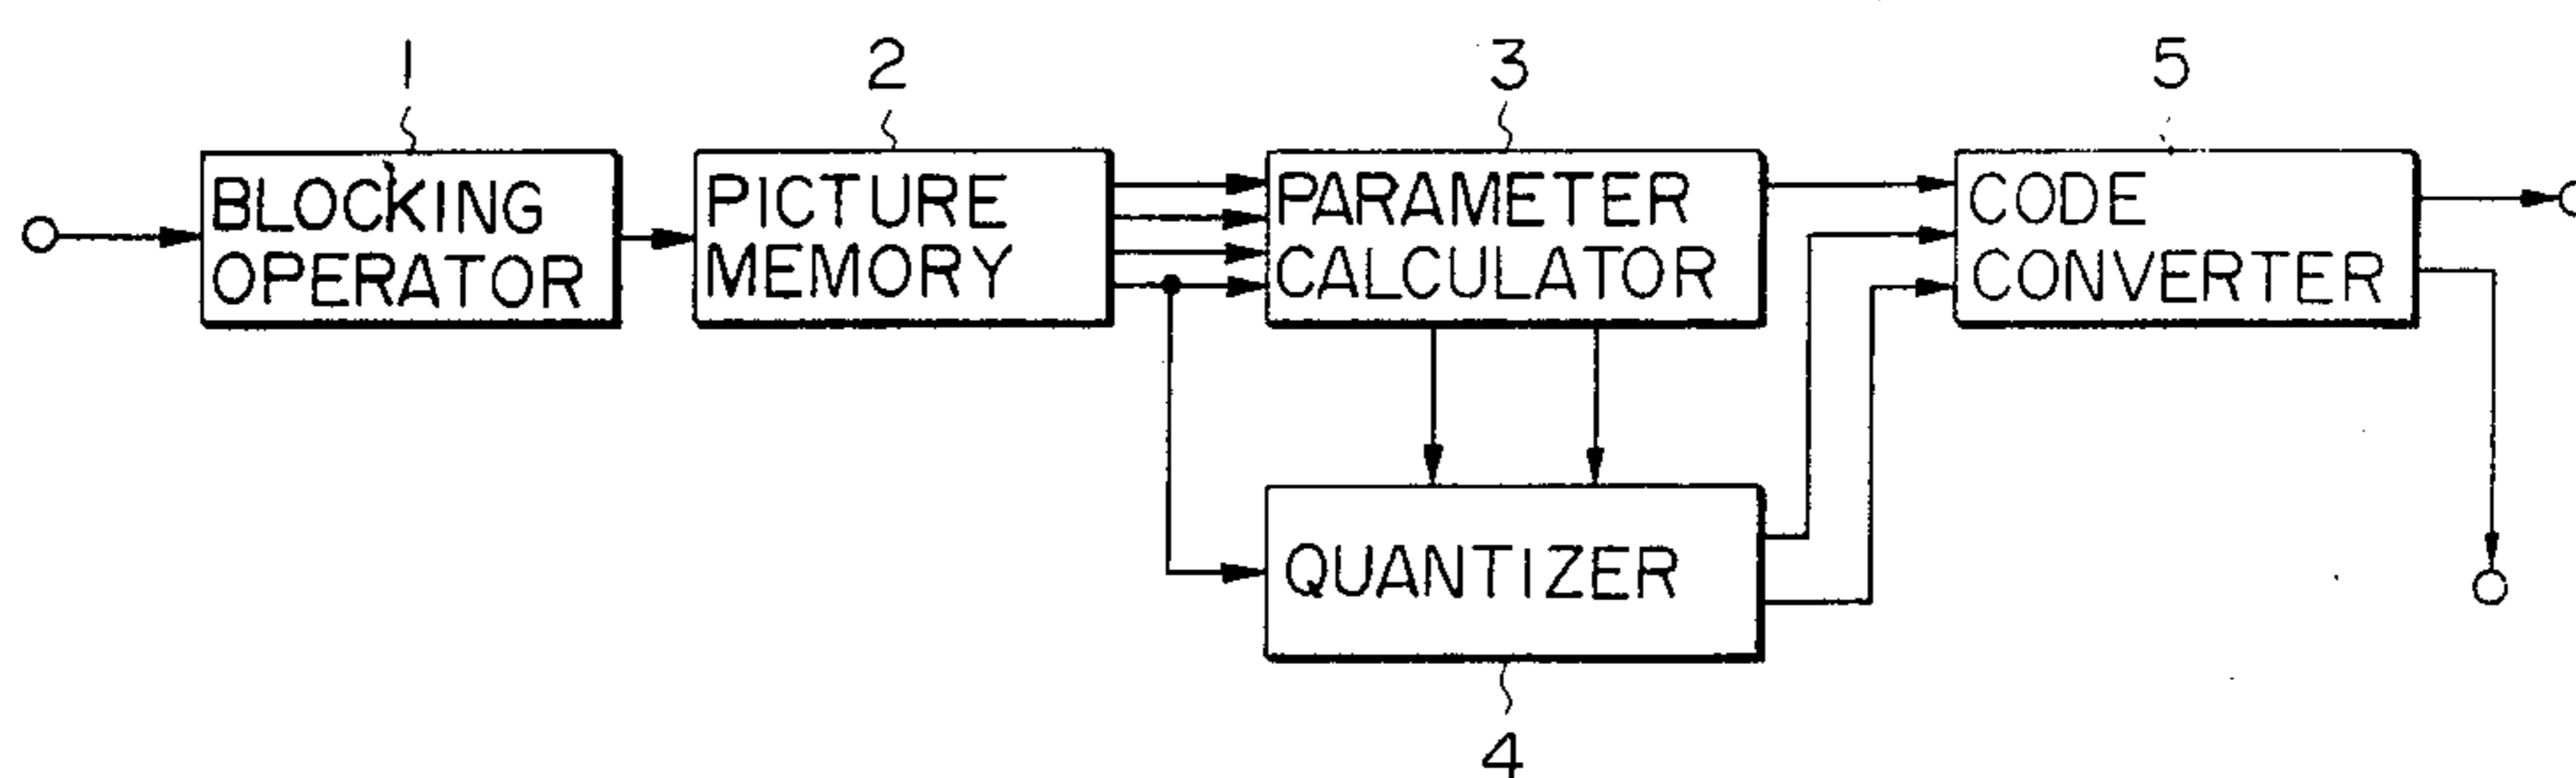 1
2
3
5
BLOCKING
OPERATOR
PICTURE
MEMORY
PARAMETER
CALCULATOR
CODE
CONVERTER
QUANTIZER
4